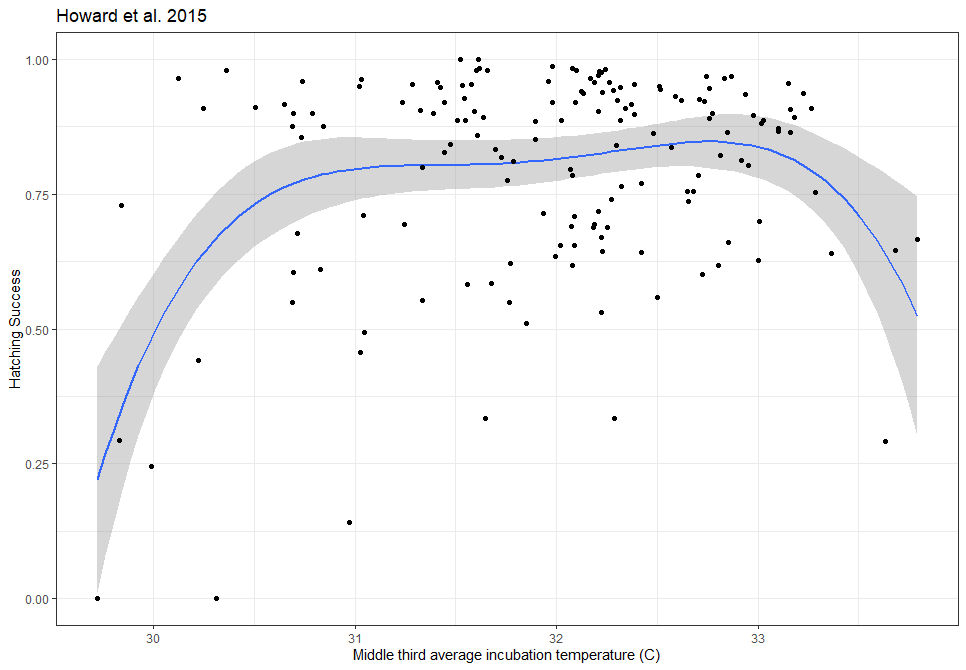 Howard et al. 2015
Hatching Success
1.00
0.75
0.50
0.25
0.00
30 31 32 33
Middle third average incubation temperature (C)